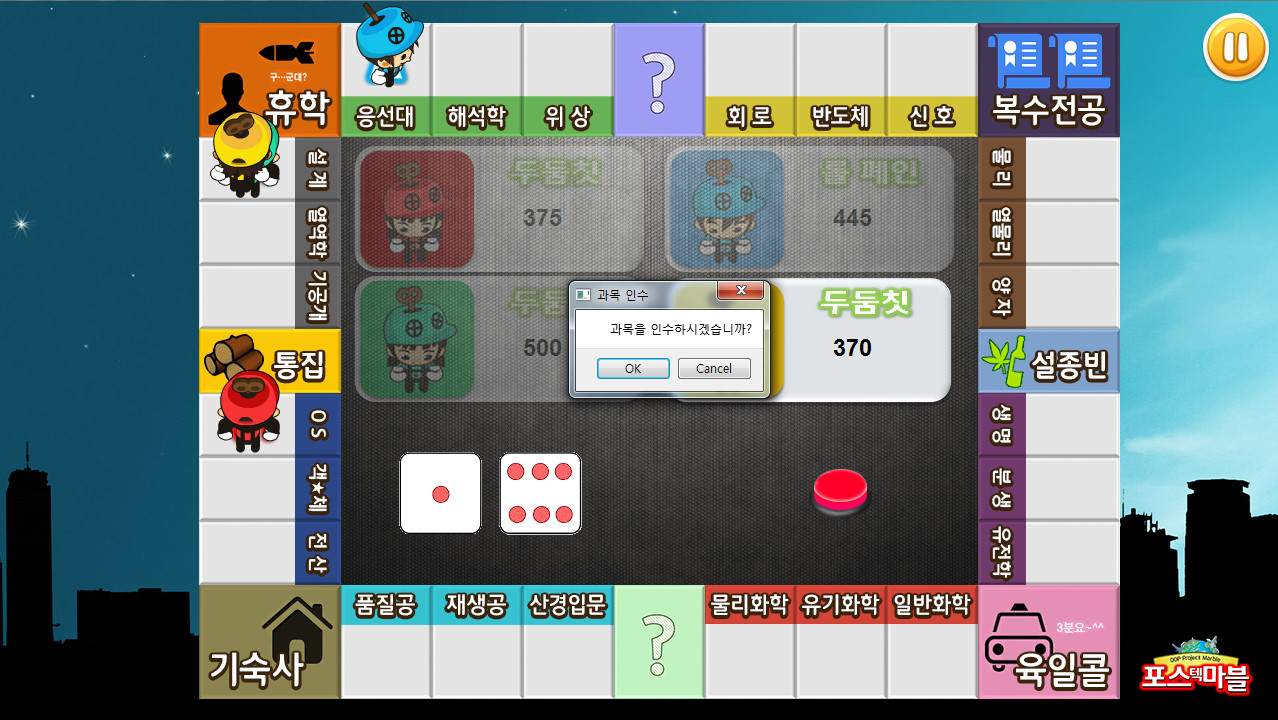 구…군대?
휴학
응선대
해석학
위상
?
회로
반도체
신호
복수전공
설계
열역학
기공개
통집
OS
객★체
전산
물리
열물리
양자
설종빈
생명
분생
유전학
두둠칫
375
롤 페인
445
500
두둠칫
370
과목 인수
과목을 인수하시겠습니까?
OK
Cancel
기숙사
품질공
재생공
산경입문
?
물리화학
유기화학
일반화학
3분요~^^
육일콜
OOP Project Marble
포스텍마블